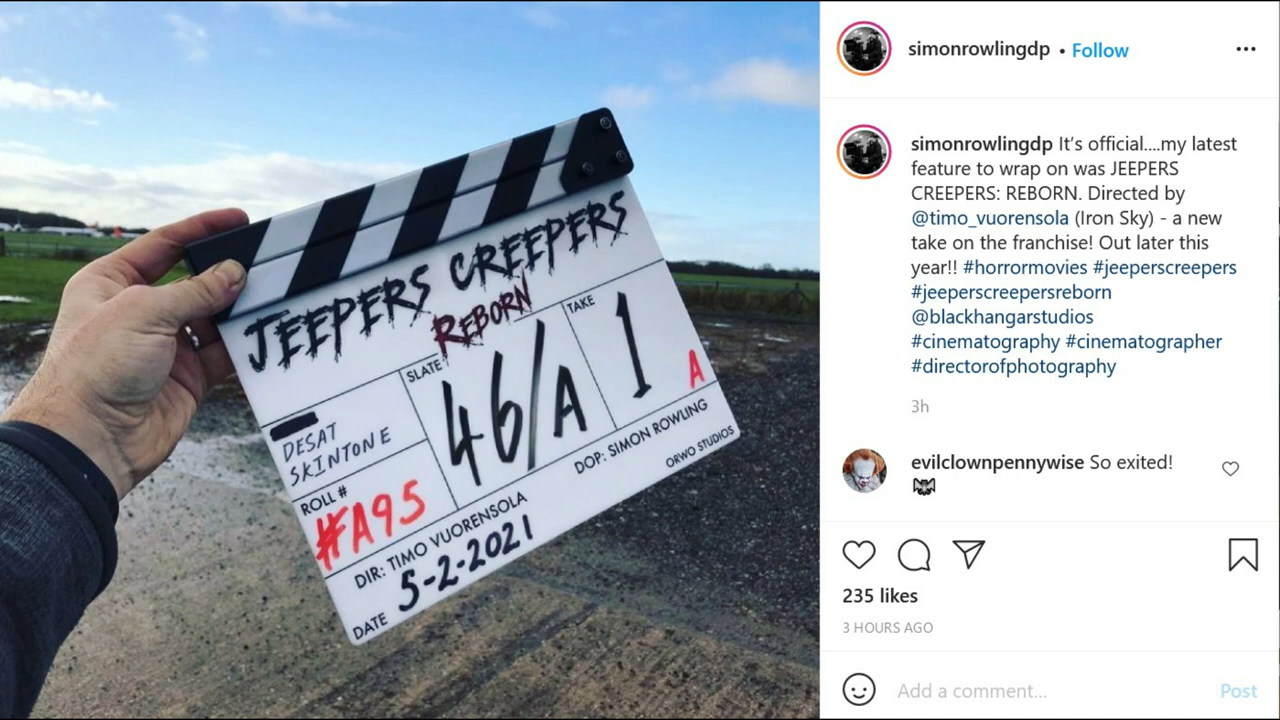 JEEPERS CREEPERS
REBORN
SLATE
46/A
TAKE
1
A
DESAT
SKINTONE
ROLL #
#A95
DOP: SIMON ROWLING
ORWO STUDIOS
DIR: TIMO VUORENSOLA
DATE 5-2-2021
simonrowlingdp • Follow
simonrowlingdp It's official....my latest
feature to wrap on was JEEPERS
CREEPERS: REBORN. Directed by
@timo_vuorensola (Iron Sky) - a new
take on the franchise! Out later this
year!! #horrormovies #jeeperscreepers
#jeeperscreepersreborn
@blackhangarstudios
#cinematography #cinematographer
#directorofphotography
3h
evilclownpennywise So exited!
235 likes
3 HOURS AGO
Add a comment...
Post